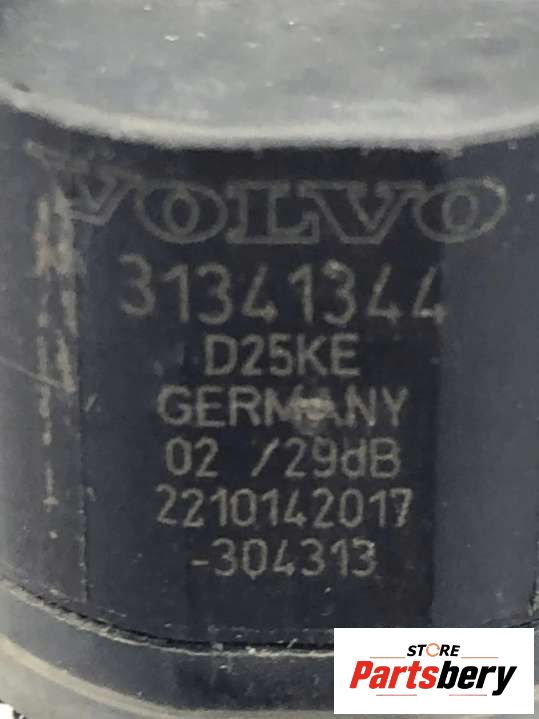 VOLVO
31341344
D25KE
GERMANY
02 /29dB
2210142017
-304313
STORE
Partsbery